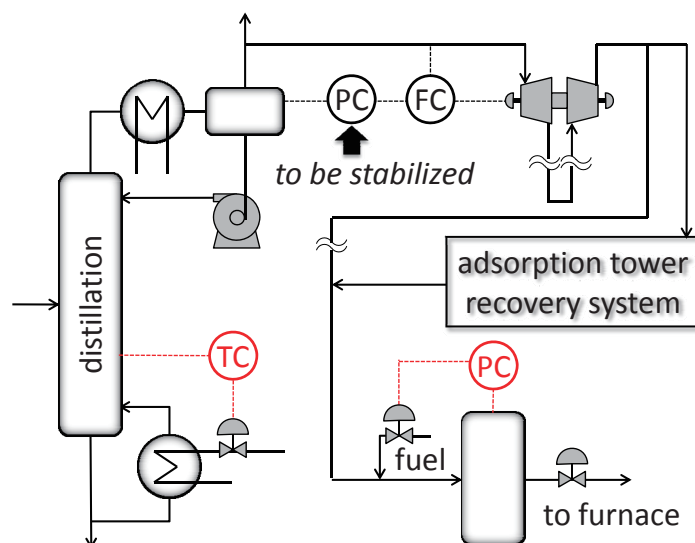 PC
FC
to be stabilized
distillation
adsorption tower
recovery system
TC
PC
fuel
to furnace